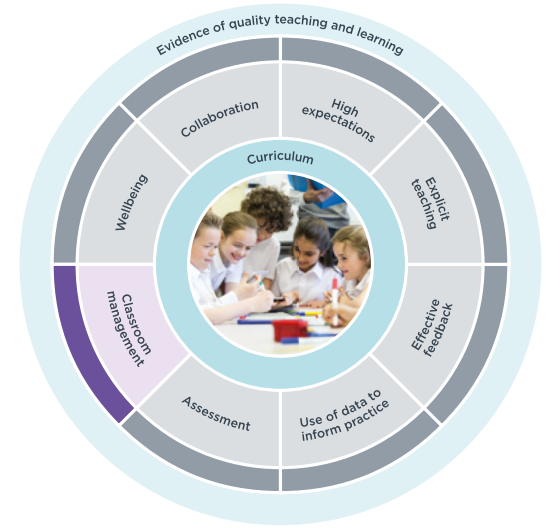 Evidence of quality teaching and learning
High
expectations
Explicit
teaching
Effective
feedback
Use of data to
inform practice
Assessment
Classroom
management
Wellbeing
Collaboration
Curriculum